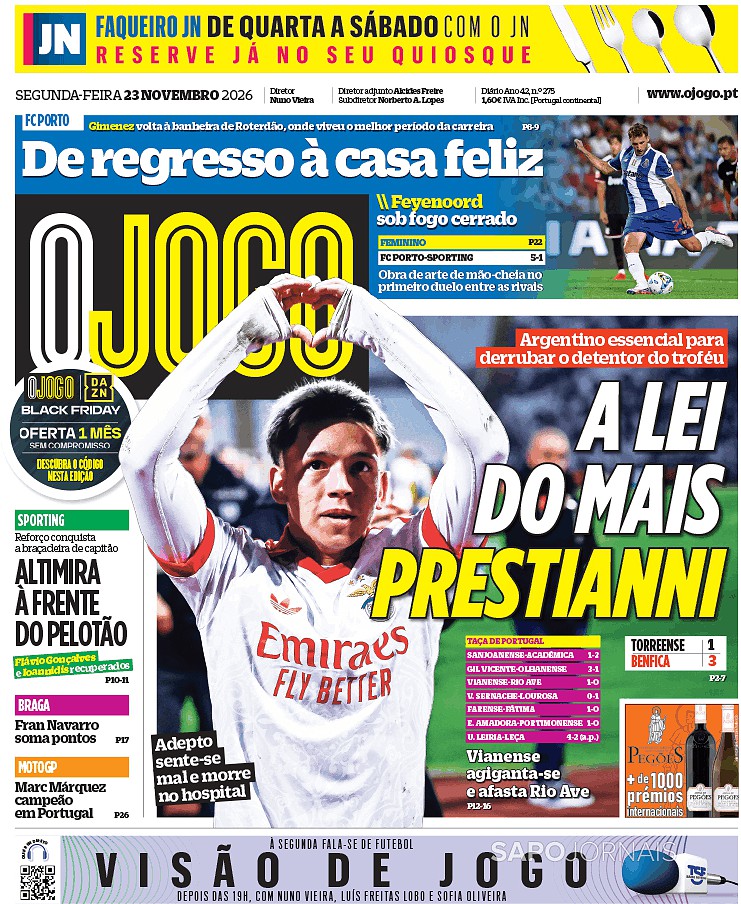 JN
FAQUEIRO JN DE QUARTA A SÁBADO COM O JN
RESERVE JÁ NO SEU QUIOSQUE
SEGUNDA-FEIRA 23 NOVEMBRO 2026
Diretor
Nuno Vieira
Diretor adjunto Alcides Freire
Subdiretor Norberto A. Lopes
Diário Ano 42, n.º 275
1,60€ IVA Inc. [Portugal continental]
www.ojogo.pt
FC PORTO
Gimenez volta à banheira de Roterdão, onde viveu o melhor período da carreira
P6-9
De regresso à casa feliz
O JOGO
\\ Feyenoord
sob fogo cerrado
FEMININO P22
FC PORTO-SPORTING 5-1
Obra de arte de mão-cheia no
primeiro duelo entre as rivais
Argentino essencial para
derrubar o detentor do troféu
A LEI
DO MAIS
PRESTIANNI
OJOGO DAZN
BLACK FRIDAY
OFERTA 1 MÊS
SEM COMPROMISSO
DESCUBRA O CÓDIGO
NESTA EDIÇÃO
SPORTING
Reforço conquista
a braçadeira de capitão
ALTIMIRA
À FRENTE
DO PELOTÃO
Flávio Gonçalves
e Ioannidis recuperados
P10-11
BRAGA
Fran Navarro
soma pontos P17
MOTO GP
Marc Márquez
campeão
em Portugal P26
Emirates
FLY BETTER
Adepto
sente-se
mal e morre
no hospital
TAÇA DE PORTUGAL
SANJOANENSE-ACADÉMICA 1-2
GIL VICENTE-OLHANENSE 3-1
VIANENSE-RIO AVE 1-0
V. SERNACHE-LOUROSA 0-1
FARENSE-FÁTIMA 1-0
E. AMADORA-PORTIMONENSE 1-0
U. LEIRIA-LEÇA 4-2 (a.p.)
Vianense
agiganta-se
e afasta Rio Ave
P12-16
TORREENSE 1
BENFICA 3
P2-7
PEGÕES
+ de 1000
prémios
internacionais
À SEGUNDA FALA-SE DE FUTEBOL
VISÃO DE JOGO
DEPOIS DAS 19H, COM NUNO VIEIRA, LUÍS FREITAS LOBO E SOFIA OLIVEIRA
SAPOJORNAIS
TSF